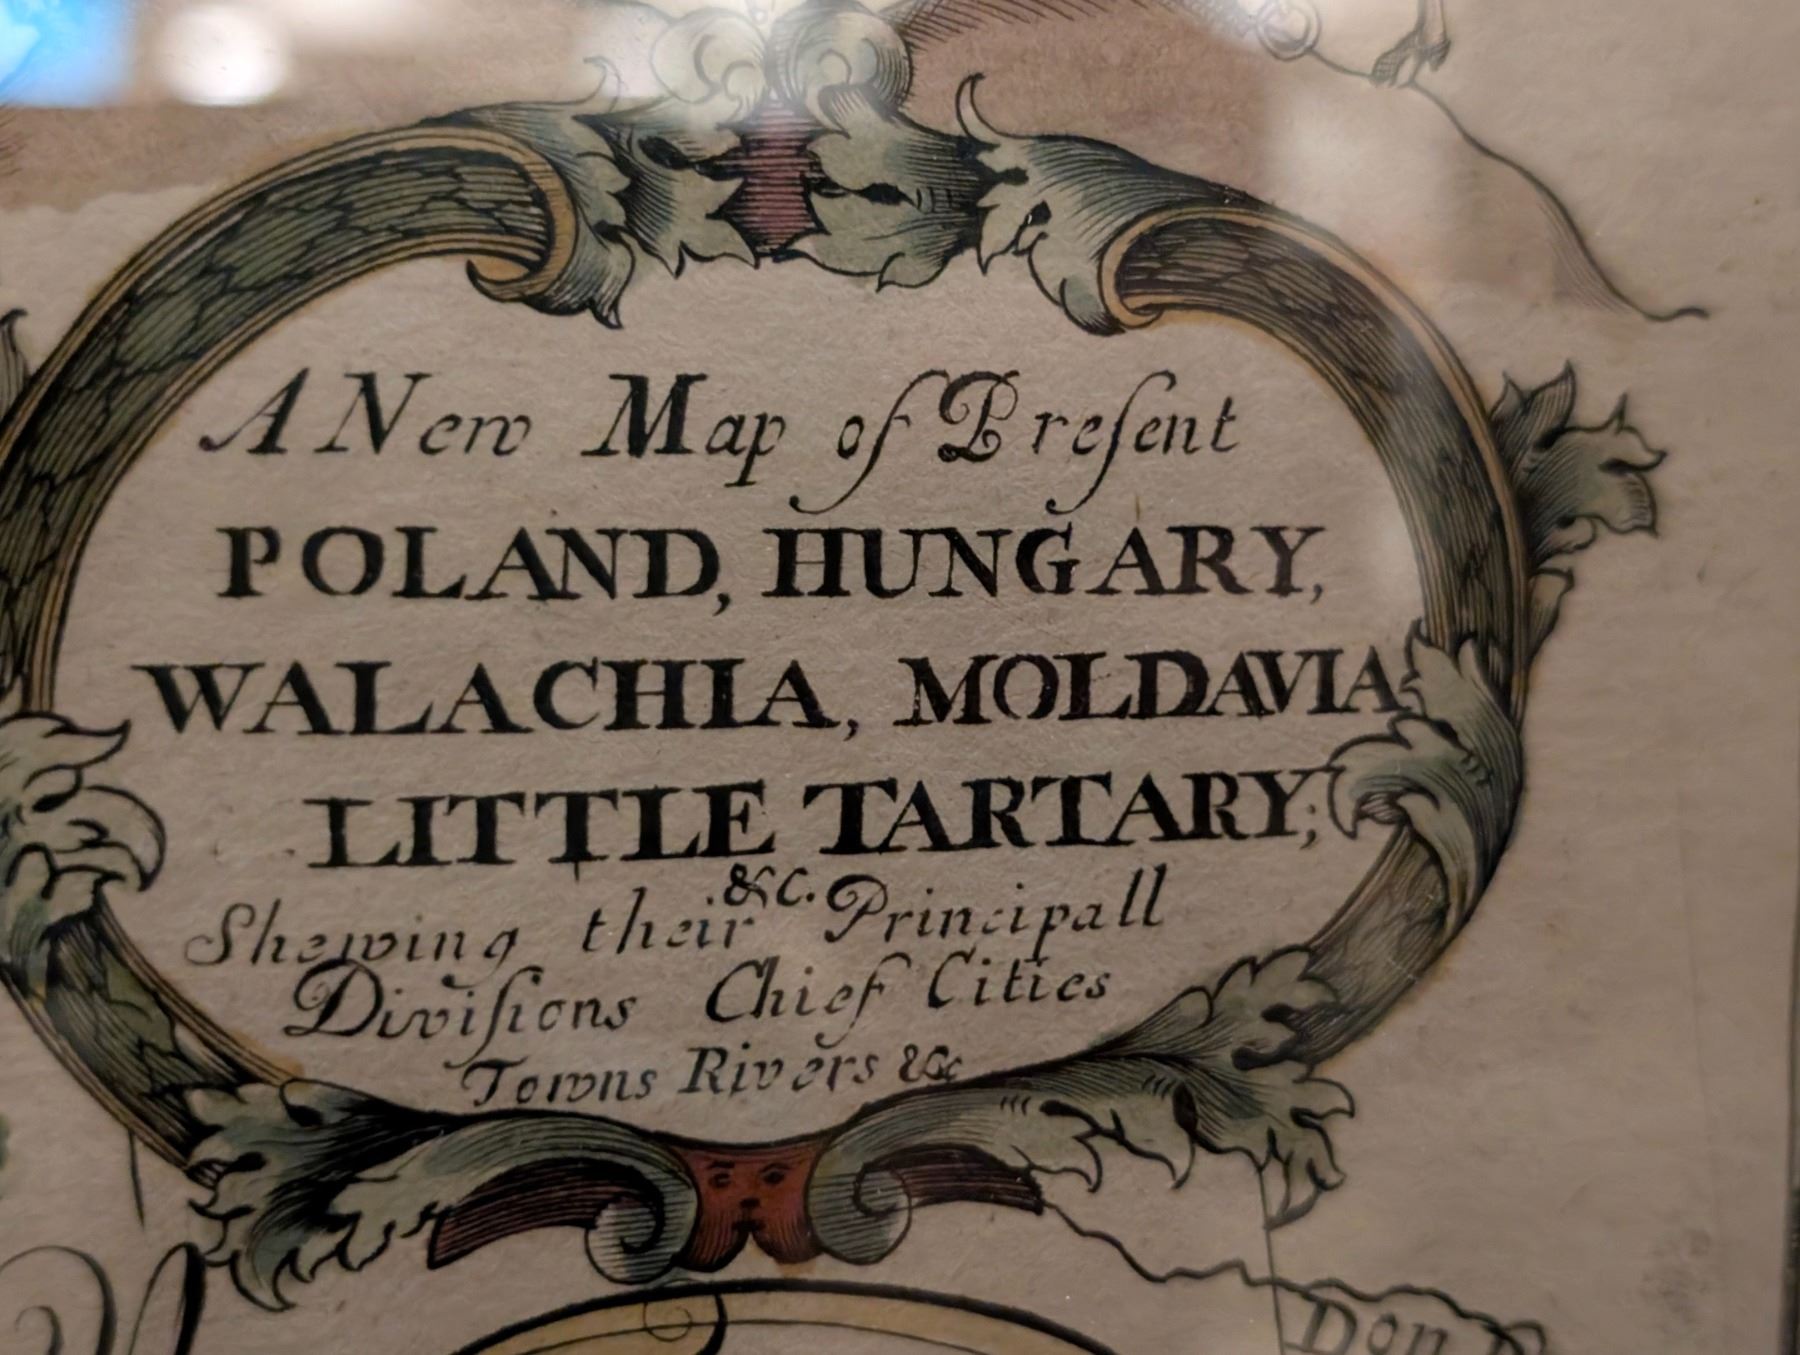 A New Map of Preſent
POLAND, HUNGARY,
WALACHIA, MOLDAVIA
LITTLE TARTARY;
&c.
Shewing their Principall
Diviſions Chief Cities
Towns Rivers &c
Don